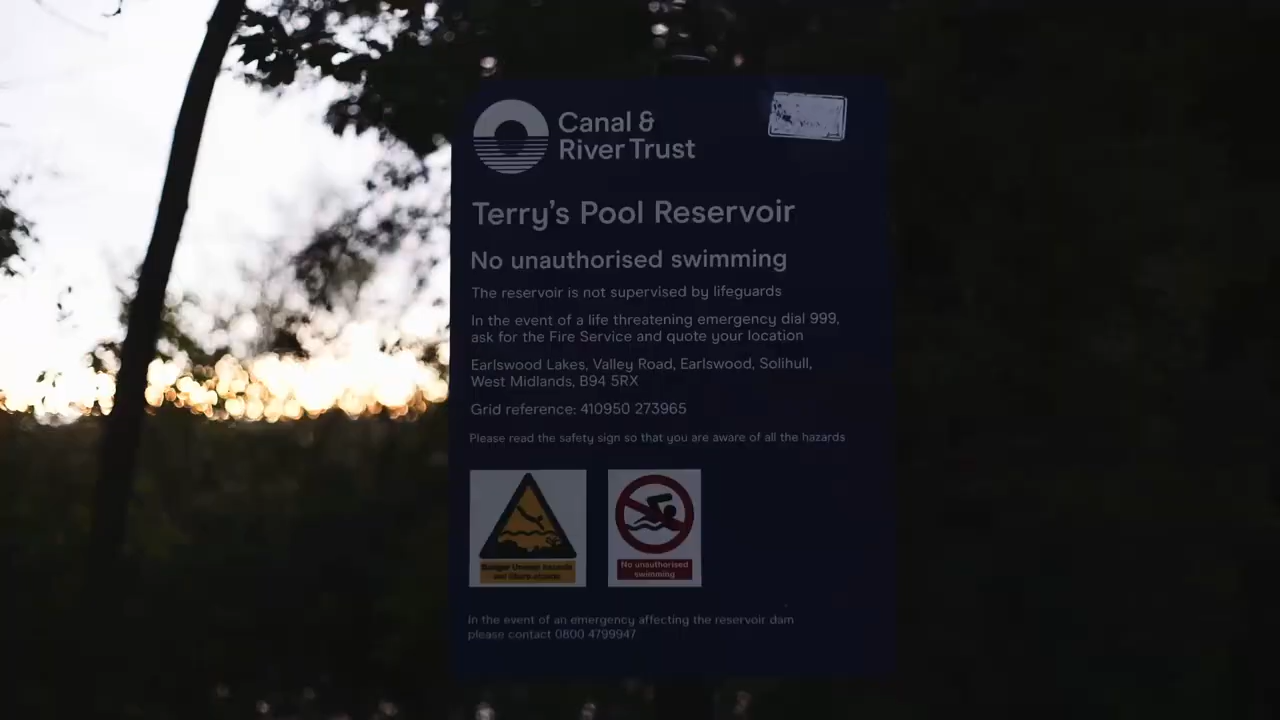 Canal &
River Trust
Terry's Pool Reservoir
No unauthorised swimming
The reservoir is not supervised by lifeguards
In the event of a life threatening emergency dial 999,
ask for the Fire Service and quote your location
Earlswood Lakes, Valley Road, Earlswood, Solihull,
West Midlands, B94 5RX
Grid reference: 410950 273965
Please read the safety sign so that you are aware of all the hazards
Danger Unseen hazards
No unauthorised
swimming
In the event of an emergency affecting the reservoir dam
please contact 0800 4799947